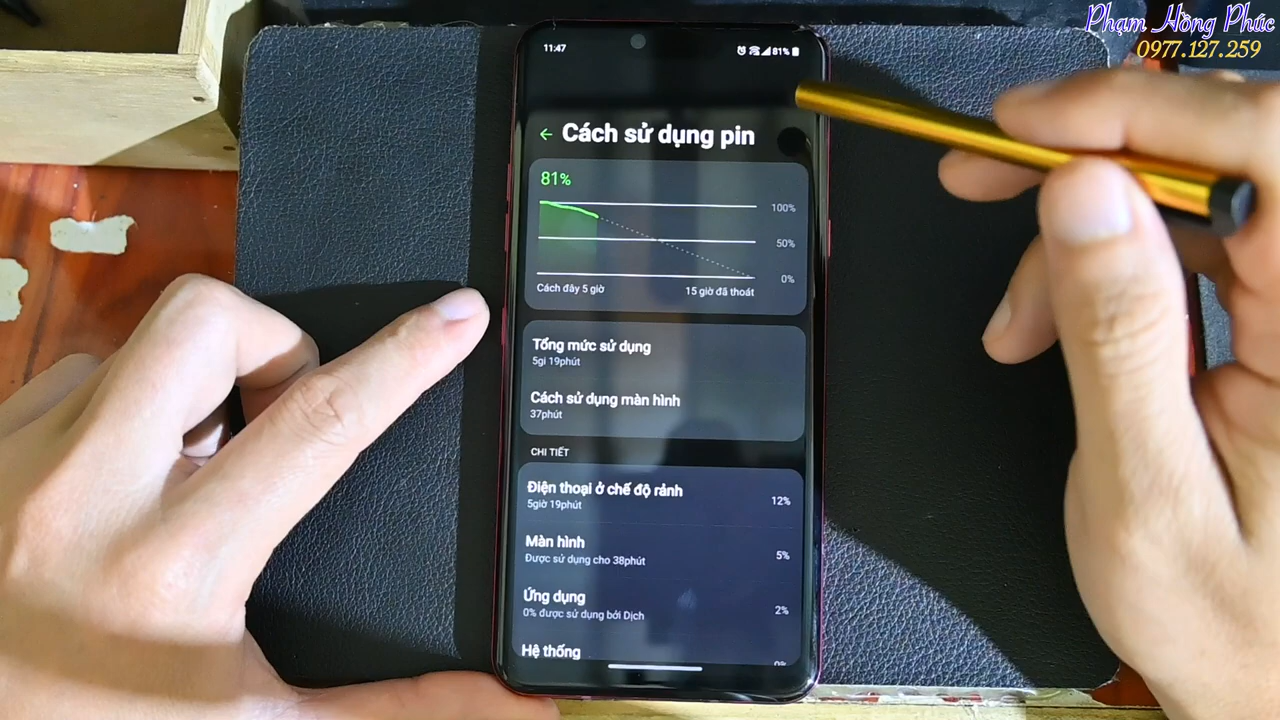 Phạm Hồng Phúc
0977.127.259
11:47
81%
Cách sử dụng pin
81%
100%
50%
0%
Cách đây 5 giờ
15 giờ đã thoát
Tổng mức sử dụng
5gi 19phút
Cách sử dụng màn hình
37phút
CHI TIẾT
Điện thoại ở chế độ rảnh
12%
5giờ 19phút
Màn hình
5%
Được sử dụng cho 38phút
Ứng dụng
2%
0% được sử dụng bởi Dịch
Hệ thống
0%